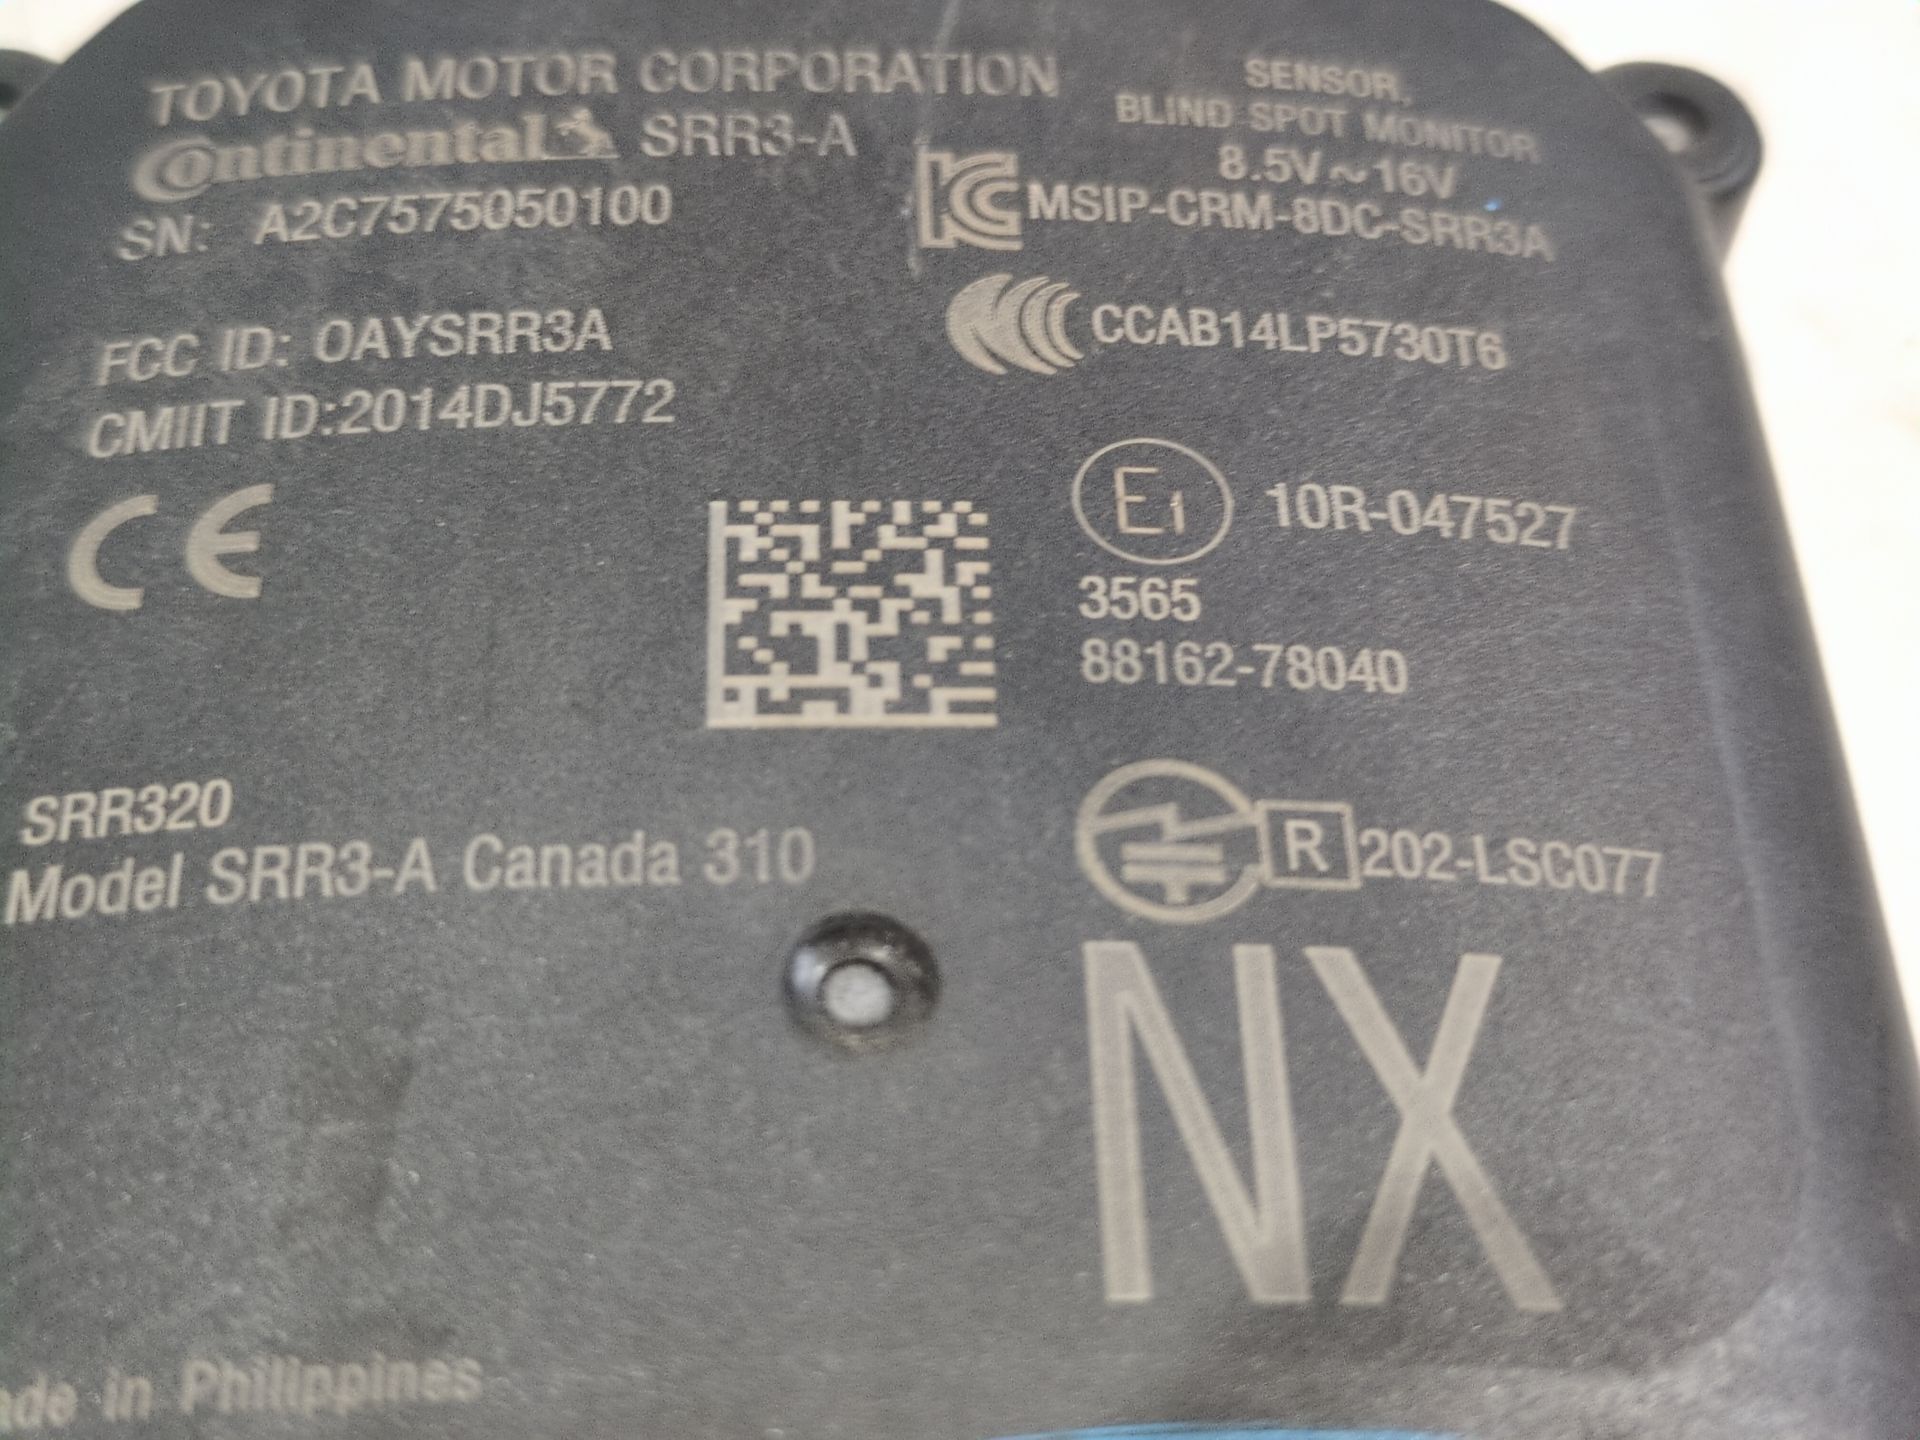 TOYOTA MOTOR CORPORATION
Continental SRR3-A
SN: A2C7575050100
SENSOR,
BLIND SPOT MONITOR
8.5V~16V
MSIP-CRM-8DC-SRR3A
FCC ID: OAYSRR3A
CMIIT ID:2014DJ5772
CCAB14LP5730T6
CE
E1 10R-047527
3565
88162-78040
SRR320
Model SRR3-A Canada 310
R 202-LSC077
NX
in Philippines